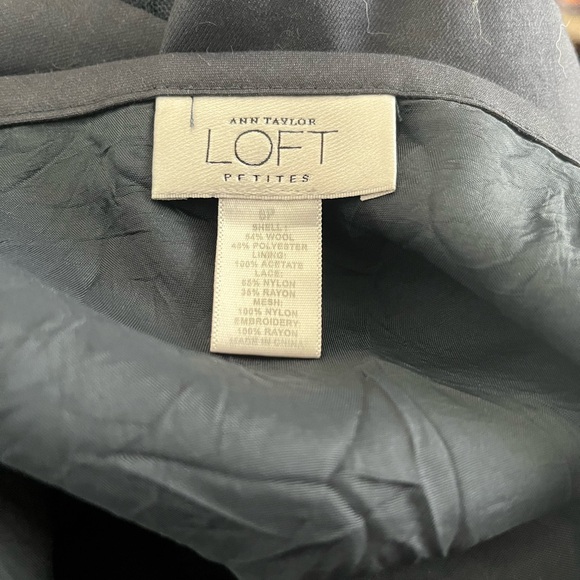 ANN TAYLOR
LOFT
PETITES
6P
SHELL:
54% WOOL
46% POLYESTER
LINING:
100% ACETATE
LACE:
65% NYLON
35% RAYON
MESH:
100% NYLON
EMBROIDERY
100% RAYON
MADE IN CHINA